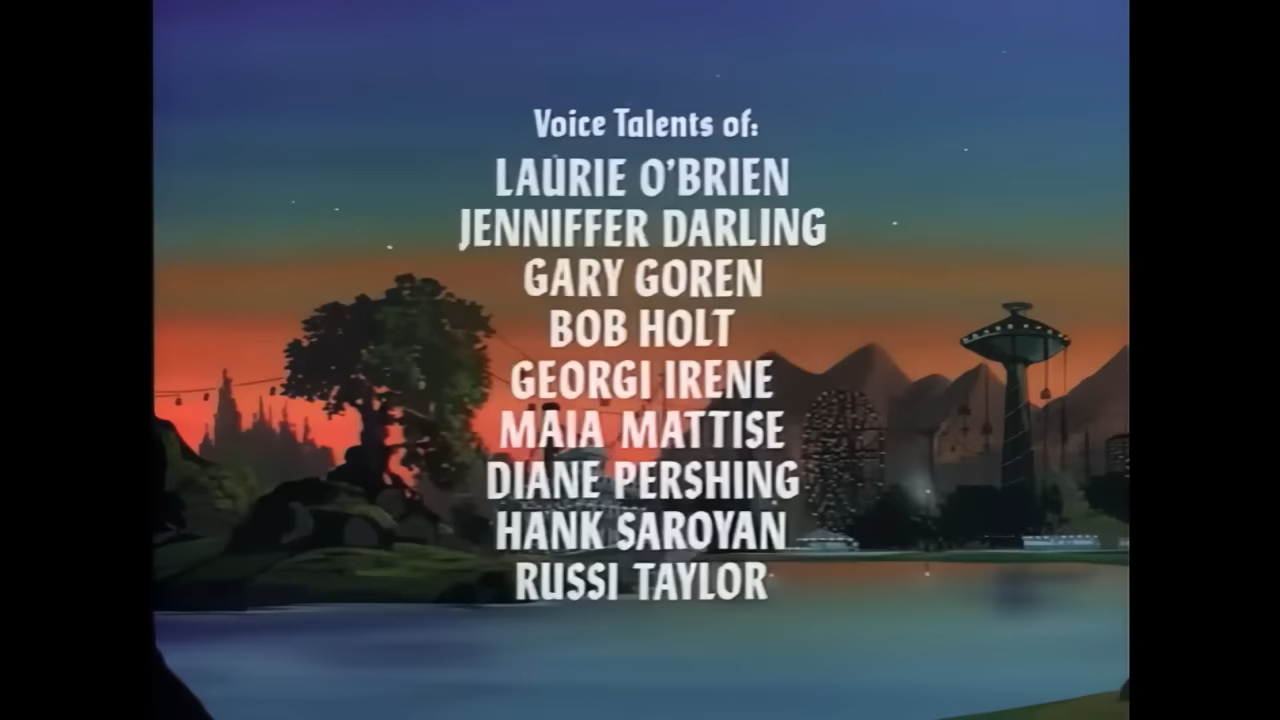 Voice Talents of:
LAURIE O'BRIEN
JENNIFFER DARLING
GARY GOREN
BOB HOLT
GEORGI IRENE
MAIA MATTISE
DIANE PERSHING
HANK SAROYAN
RUSSI TAYLOR